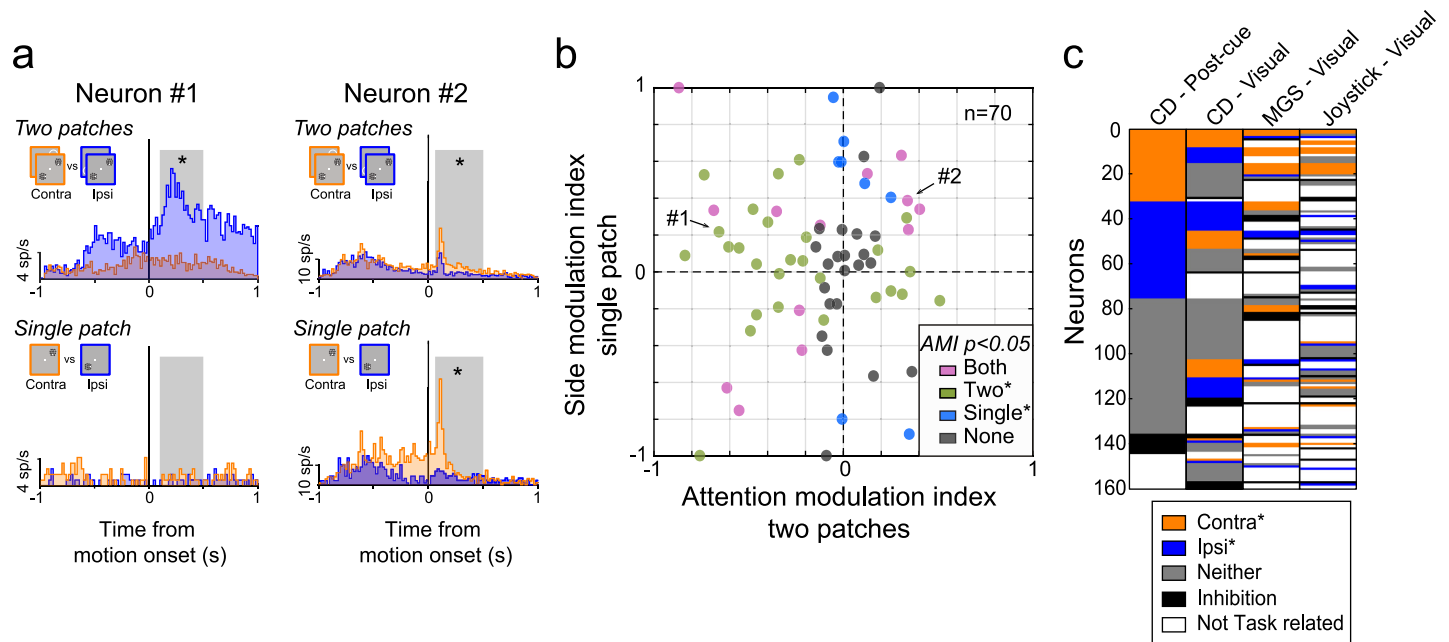 a
Neuron #1
Two patches
vs
Contra
Ipsi
*
4 sp/s
-1
0
1
Single patch
vs
Contra
Ipsi
4 sp/s
-1
0
1
Time from
motion onset (s)
Neuron #2
Two patches
vs
Contra
Ipsi
*
10 sp/s
-1
0
1
Single patch
vs
Contra
Ipsi
*
10 sp/s
-1
0
1
Time from
motion onset (s)
b
Side modulation index
single patch
1
0
-1
n=70
#1
#2
AMI p<0.05
Both
Two*
Single*
None
-1
0
1
Attention modulation index
two patches
c
CD - Post-cue
CD - Visual
MGS - Visual
Joystick - Visual
Neurons
0
20
40
60
80
100
120
140
160
Contra*
Ipsi*
Neither
Inhibition
Not Task related